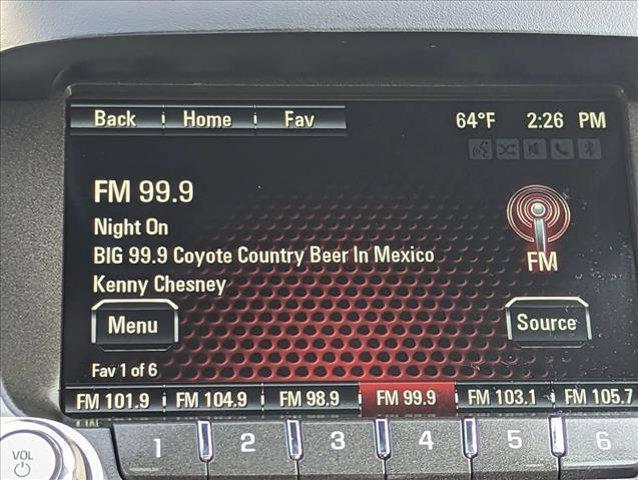 Back Home Fav 64°F 2:26 PM
FM 99.9
Night On
BIG 99.9 Coyote Country Beer In Mexico
Kenny Chesney
FM
Menu Source
Fav 1 of 6
FM 101.9 FM 104.9 FM 98.9 FM 99.9 FM 103.1 FM 105.7
1 2 3 4 5 6
VOL